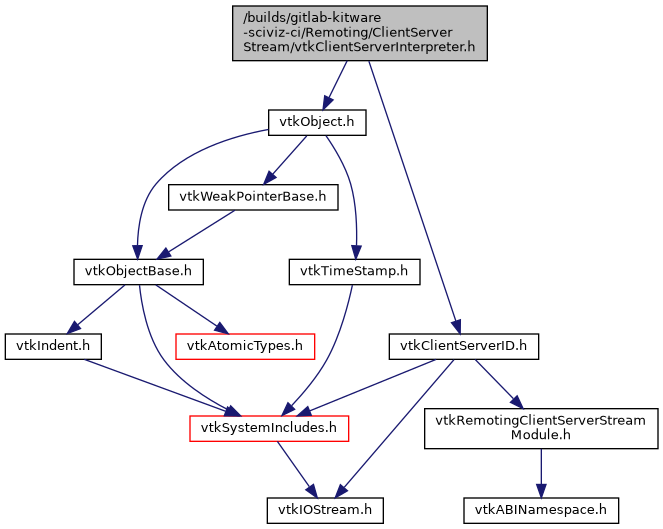 /builds/gitlab-kitware
-sciviz-ci/Remoting/ClientServer
Stream/vtkClientServerInterpreter.h
vtkObject.h
vtkWeakPointerBase.h
vtkObjectBase.h
vtkTimeStamp.h
vtkIndent.h
vtkAtomicTypes.h
vtkClientServerID.h
vtkSystemIncludes.h
vtkRemotingClientServerStream
Module.h
vtkIOStream.h
vtkABINamespace.h